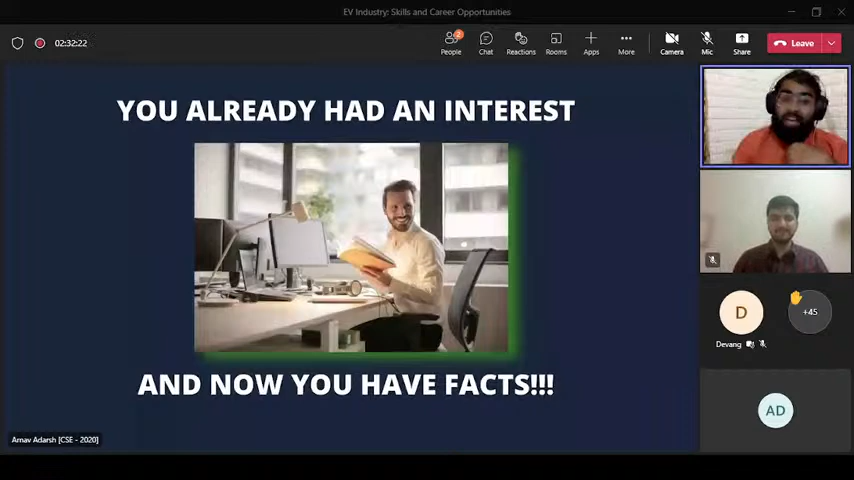 EV Industry: Skills and Career Opportunities
02:32:22
2
People
Chat
Reactions
Rooms
Apps
More
Camera
Mic
Share
Leave
YOU ALREADY HAD AN INTEREST
AND NOW YOU HAVE FACTS!!!
Arnav Adarsh [CSE - 2020]
D
+45
Devang
AD